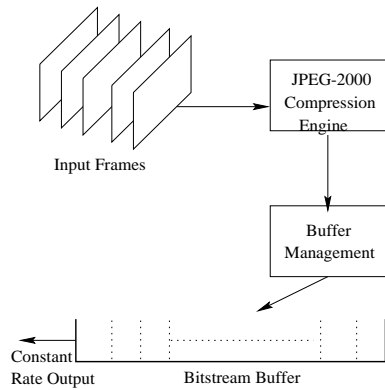 JPEG-2000
Compression
Engine
Input Frames
Buffer
Management
Constant
Rate Output
Bitstream Buffer